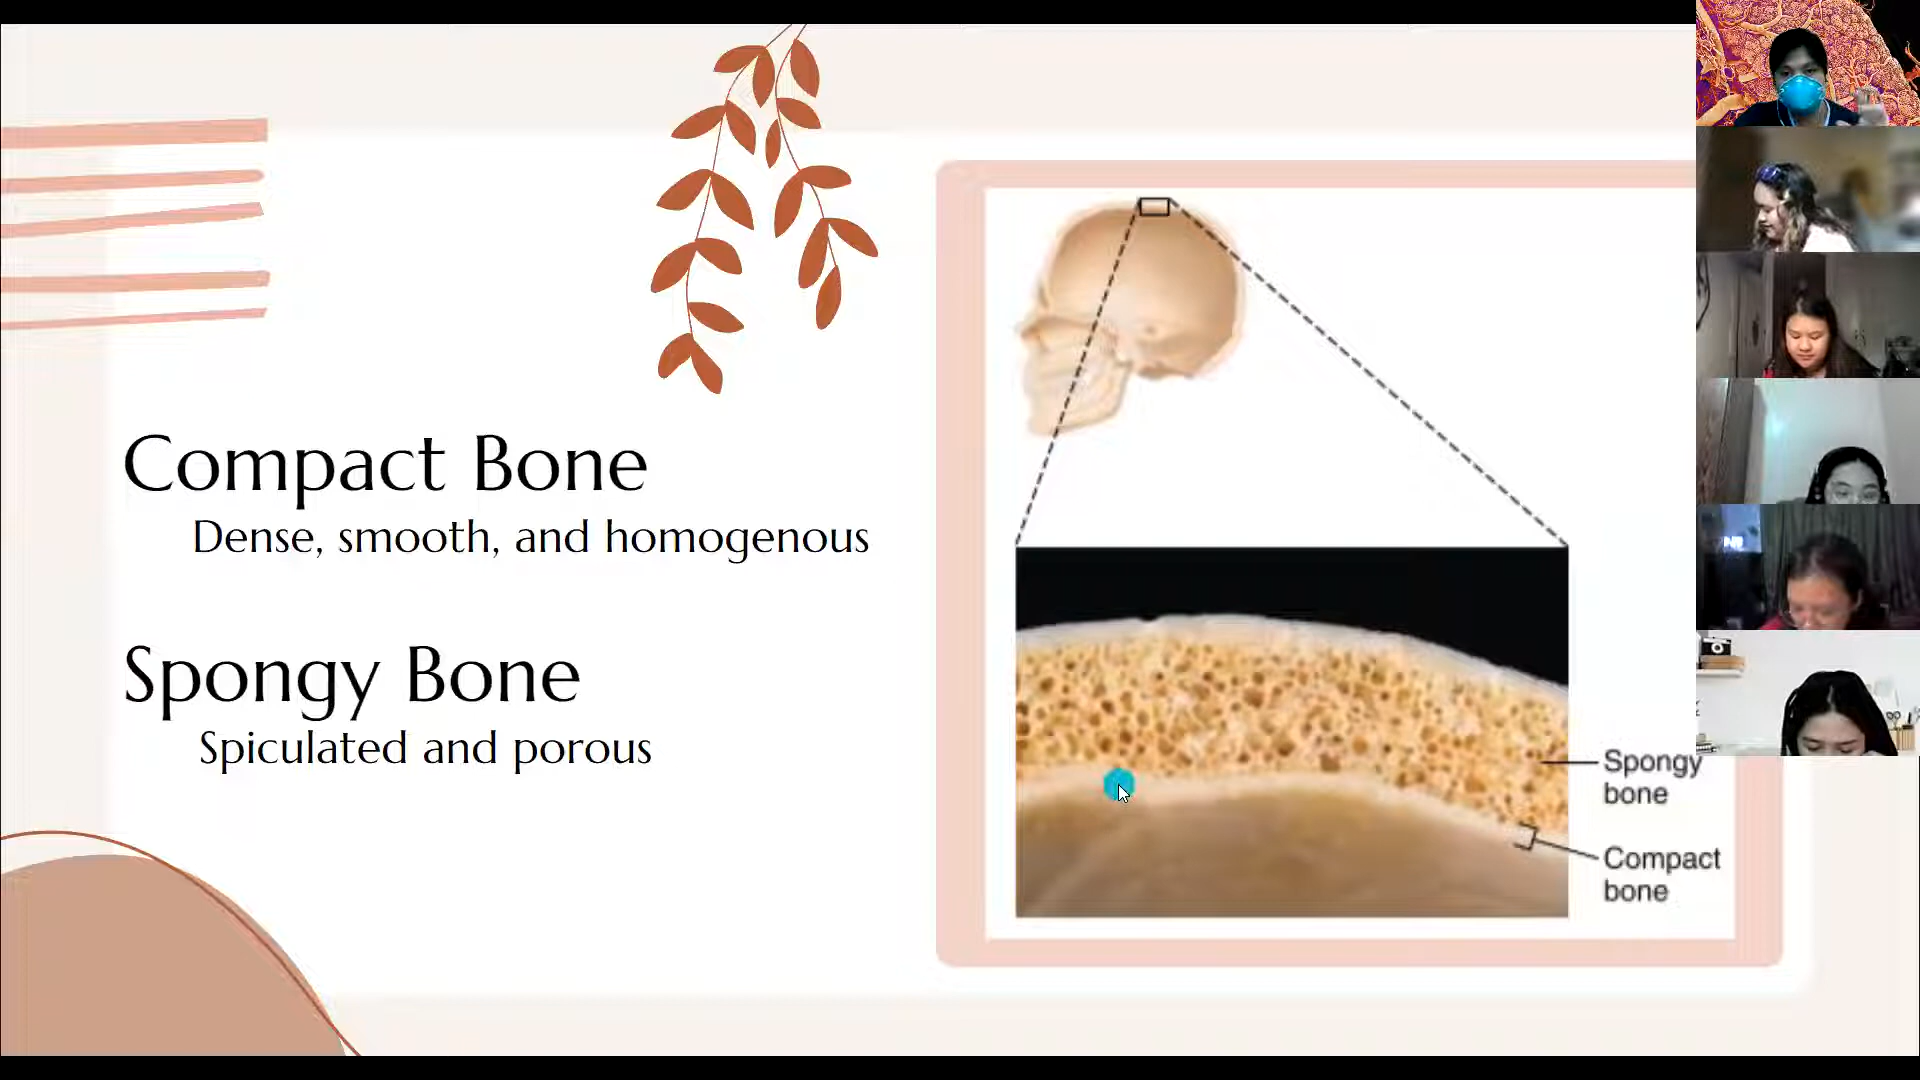 Compact Bone
Dense, smooth, and homogenous
Spongy Bone
Spiculated and porous
Spongy
bone
Compact
bone